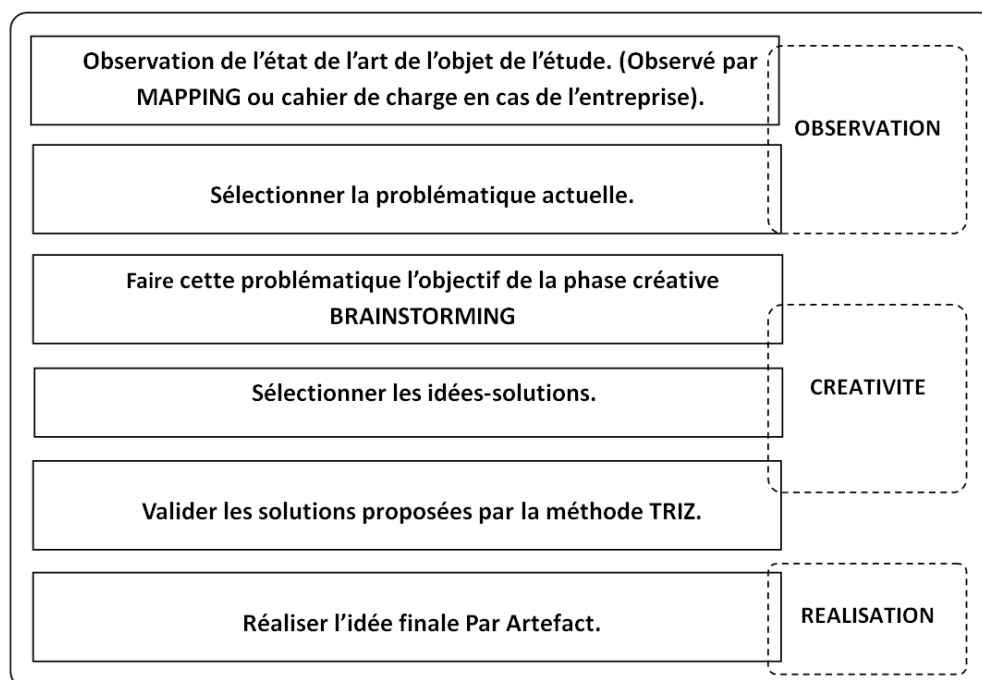 Observation de l’état de l’art de l’objet de l’étude. (Observé par
MAPPING ou cahier de charge en cas de l’entreprise).
OBSERVATION
Sélectionner la problématique actuelle.
Faire cette problématique l’objectif de la phase créative
BRAINSTORMING
Sélectionner les idées-solutions.
CREATIVITE
Valider les solutions proposées par la méthode TRIZ.
Réaliser l’idée finale Par Artefact.
REALISATION